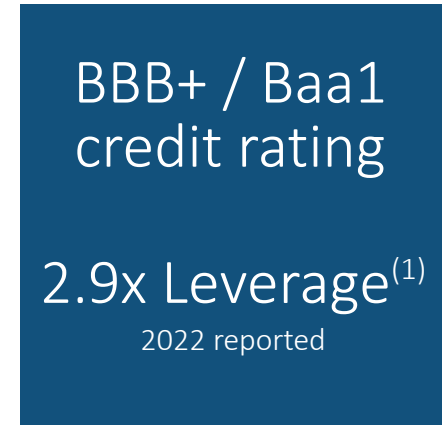 BBB+ / Baa1
credit rating
2.9x Leverage(1)
2022 reported